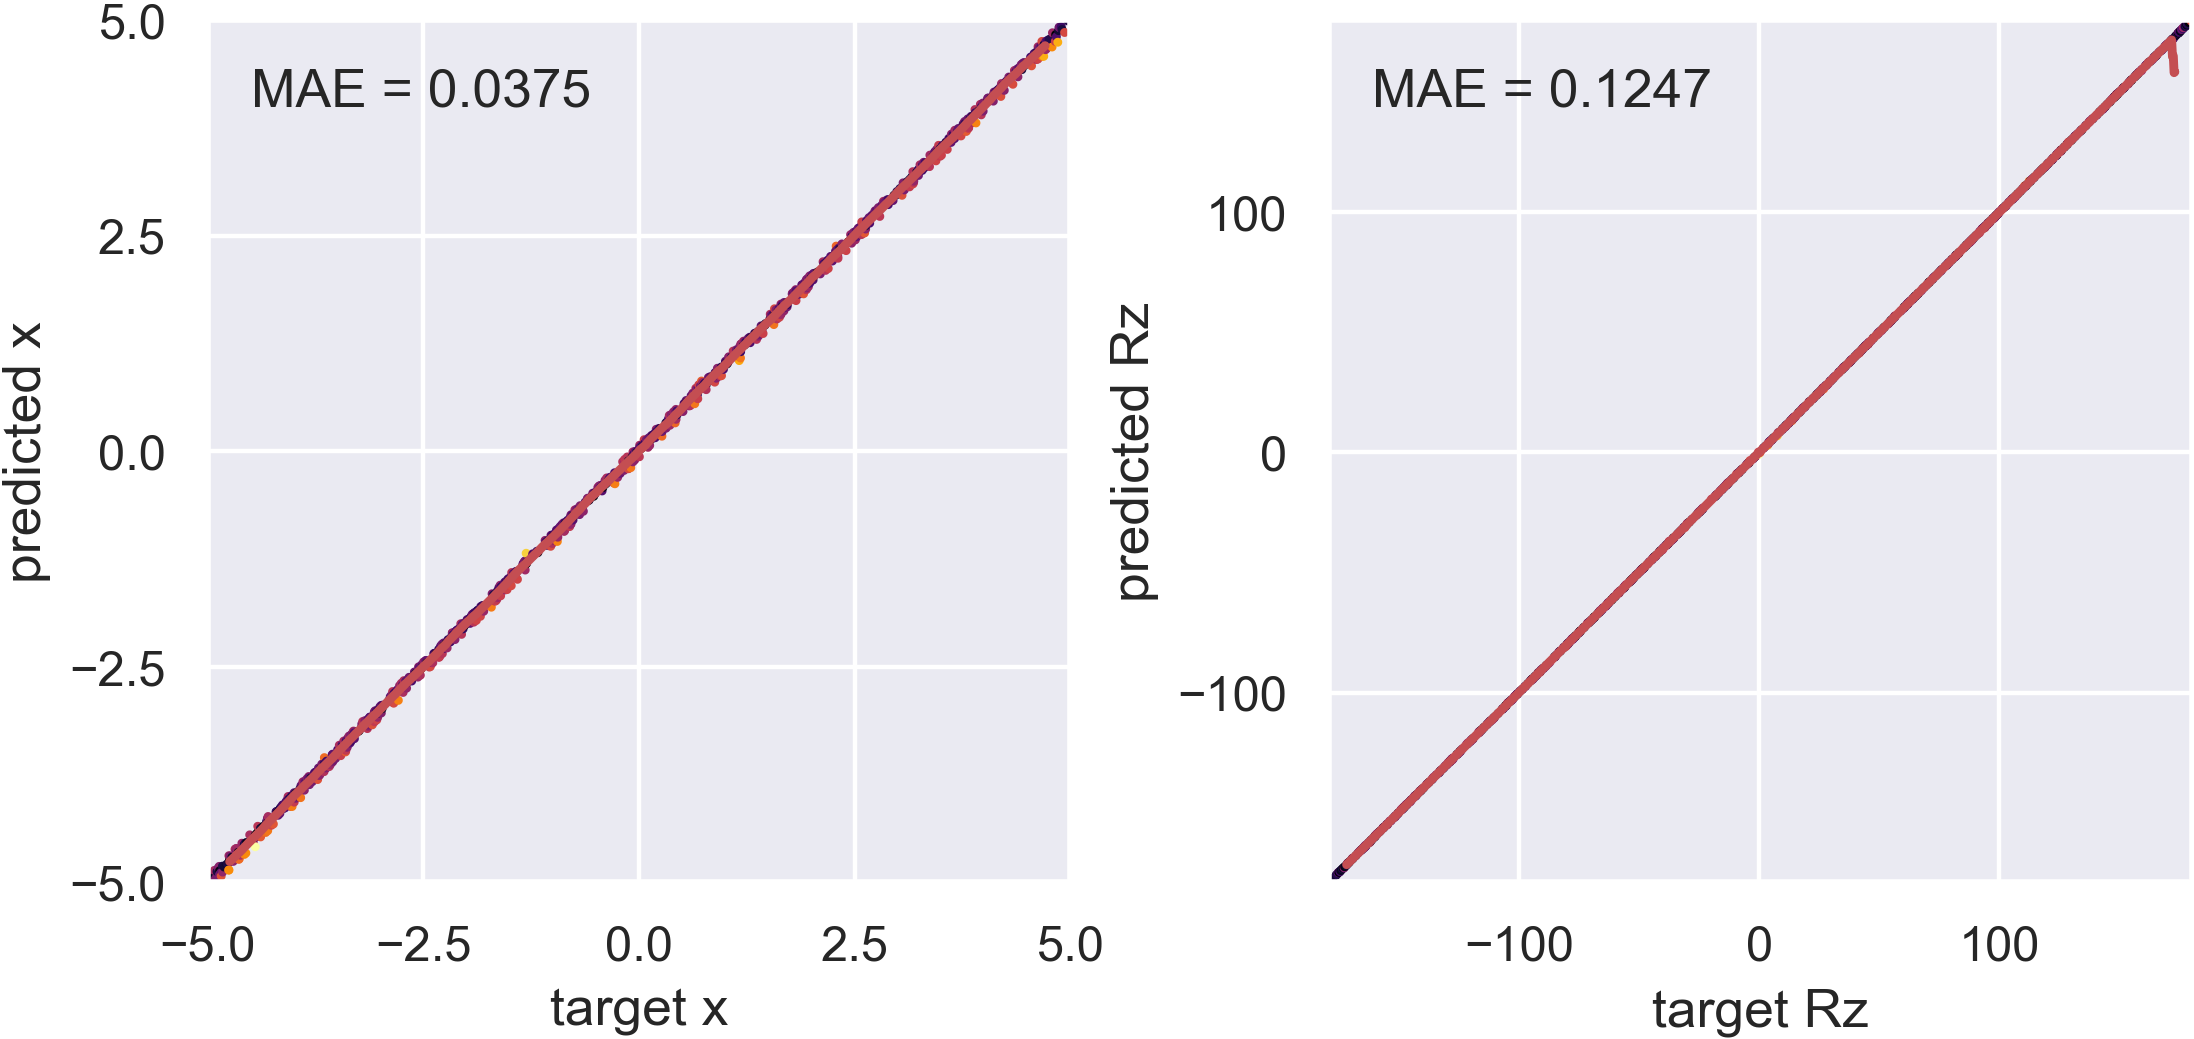 5.0
2.5
0.0
−2.5
−5.0
predicted x
MAE = 0.0375
−5.0 −2.5 0.0 2.5 5.0
target x
100
0
−100
predicted Rz
MAE = 0.1247
−100 0 100
target Rz